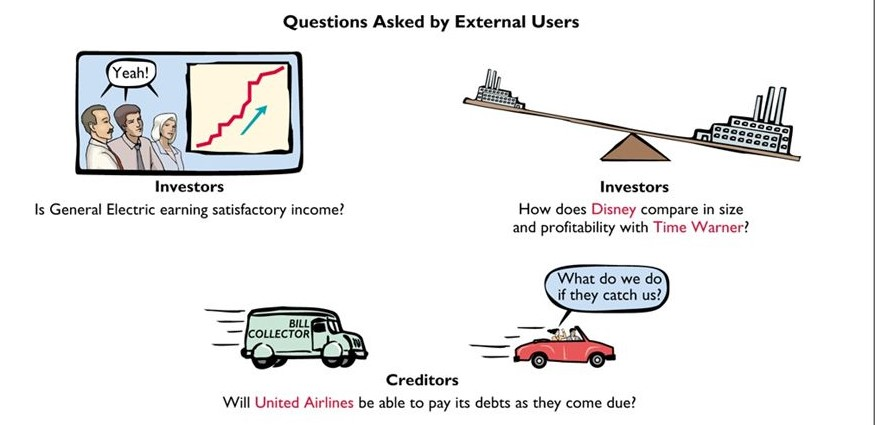 Questions Asked by External Users
Yeah!
Investors
Is General Electric earning satisfactory income?
Investors
How does Disney compare in size
and profitability with Time Warner?
BILL
COLLECTOR
What do we do
if they catch us?
Creditors
Will United Airlines be able to pay its debts as they come due?